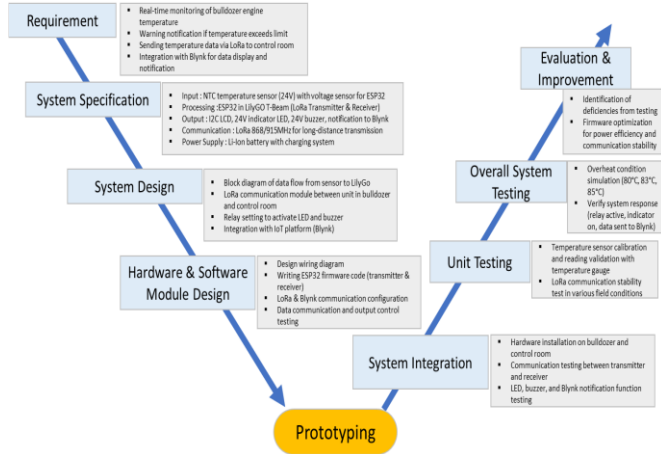 Requirement
▪ Real-time monitoring of bulldozer engine
temperature
▪ Warning notification if temperature exceeds limit
▪ Sending temperature data via LoRa to control room
▪ Integration with Blynk for data display and
notification
System Specification
▪ Input : NTC temperature sensor (24V) with voltage sensor for ESP32
▪ Processing :ESP32 in LilyGO T-Beam (LoRa Transmitter & Receiver)
▪ Output : I2C LCD, 24V Indicator LED, 24V buzzer, notification to Blynk
▪ Communication : LoRa 868/915MHz for long-distance transmission
▪ Power Supply : Li-Ion battery with charging system
System Design
▪ Block diagram of data flow from sensor to LilyGo
▪ LoRa communication module between unit in bulldozer
and control room
▪ Relay setting to activate LED and buzzer
▪ Integration with IoT platform (Blynk)
Hardware & Software
Module Design
▪ Design wiring diagram
▪ Writing ESP32 firmware code (transmitter &
receiver)
▪ LoRa & Blynk communication configuration
▪ Data communication and output control
testing
Prototyping
System Integration
▪ Hardware installation on bulldozer and
control room
▪ Communication testing between transmitter
and receiver
▪ LED, buzzer, and Blynk notification function
testing
Unit Testing
▪ Temperature sensor calibration
and reading validation with
temperature gauge
▪ LoRa communication stability
test in various field conditions
Overall System
Testing
▪ Overheat condition
simulation (80°C, 83°C,
85°C)
▪ Verify system response
(relay active, indicator
on, data sent to Blynk)
Evaluation &
Improvement
▪ Identification of
deficiencies from testing
▪ Firmware optimization
for power efficiency and
communication stability